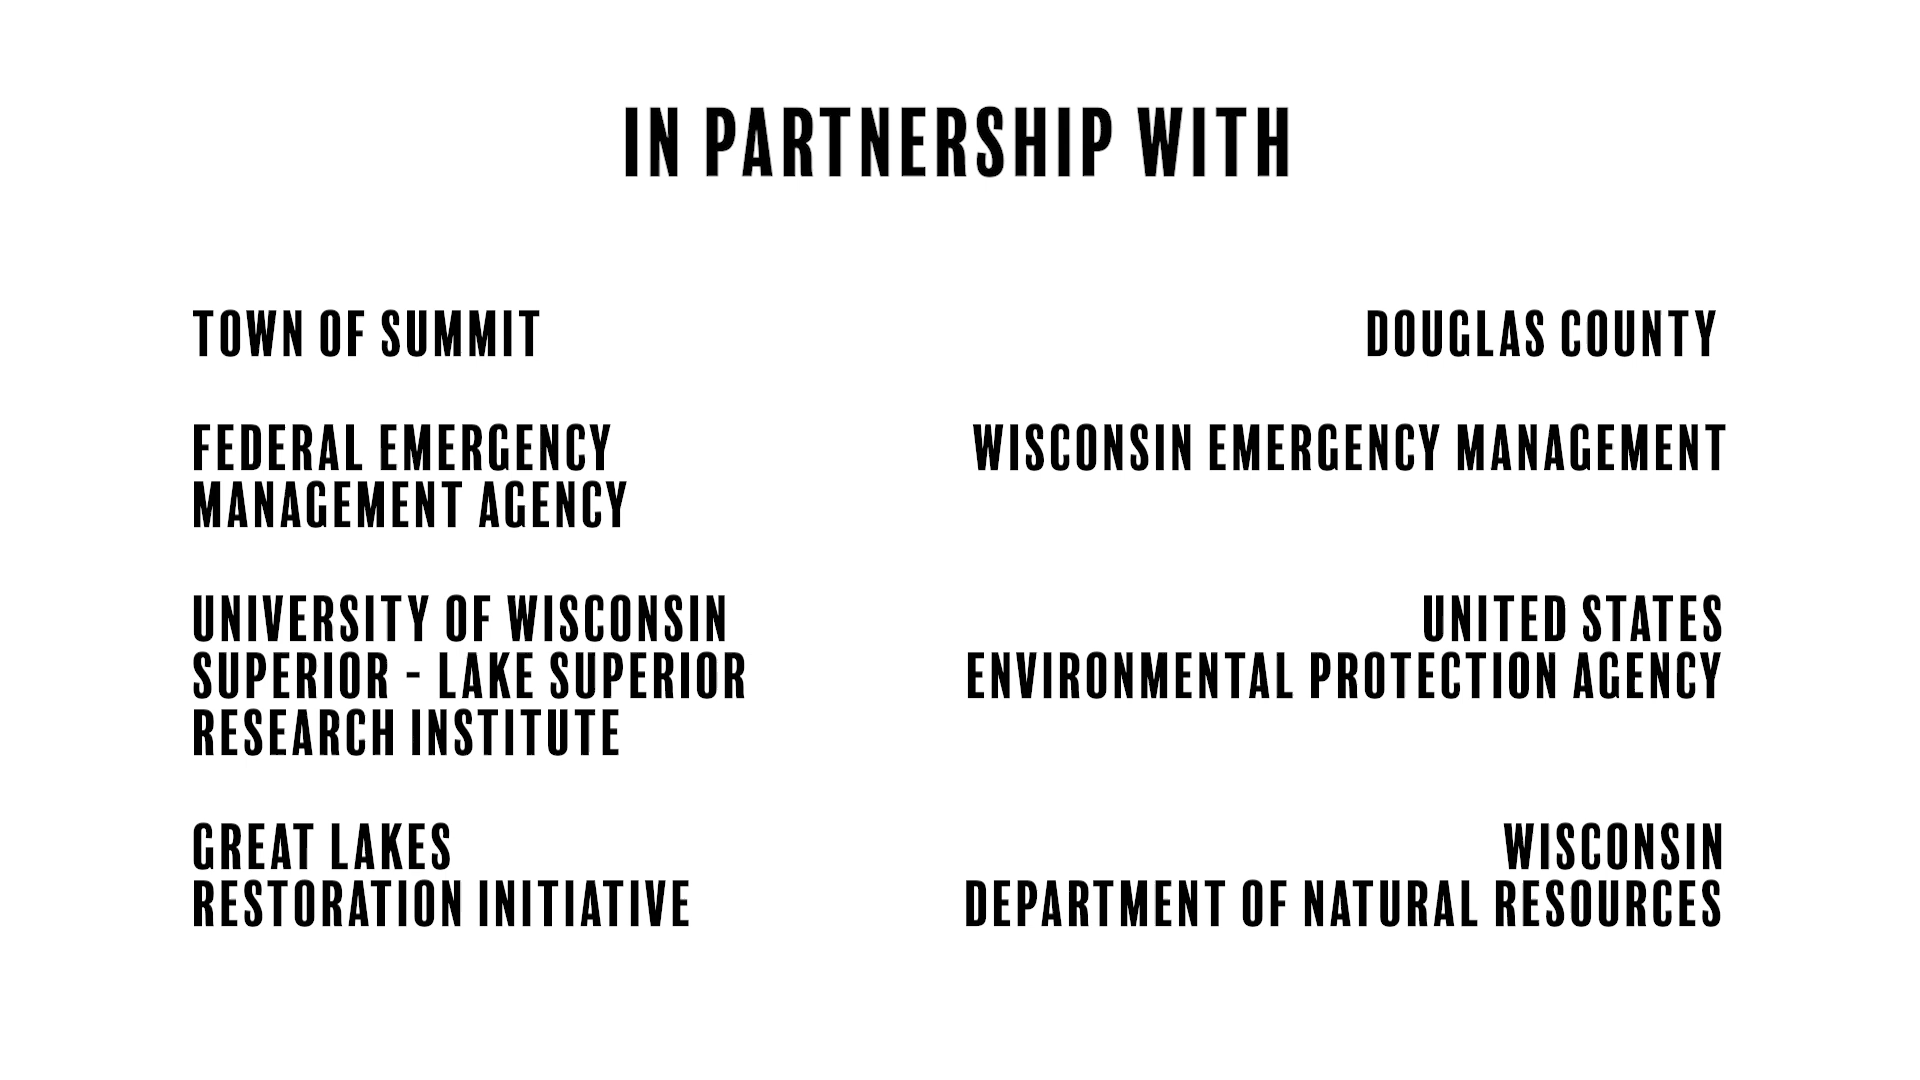 IN PARTNERSHIP WITH
TOWN OF SUMMIT
DOUGLAS COUNTY
FEDERAL EMERGENCY
MANAGEMENT AGENCY
WISCONSIN EMERGENCY MANAGEMENT
UNIVERSITY OF WISCONSIN
SUPERIOR - LAKE SUPERIOR
RESEARCH INSTITUTE
UNITED STATES
ENVIRONMENTAL PROTECTION AGENCY
GREAT LAKES
RESTORATION INITIATIVE
WISCONSIN
DEPARTMENT OF NATURAL RESOURCES